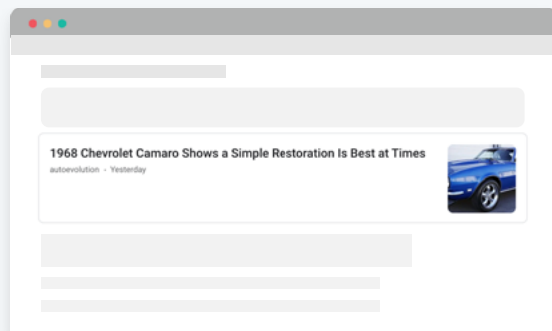 1968 Chevrolet Camaro Shows a Simple Restoration Is Best at Times
autoevolution - Yesterday